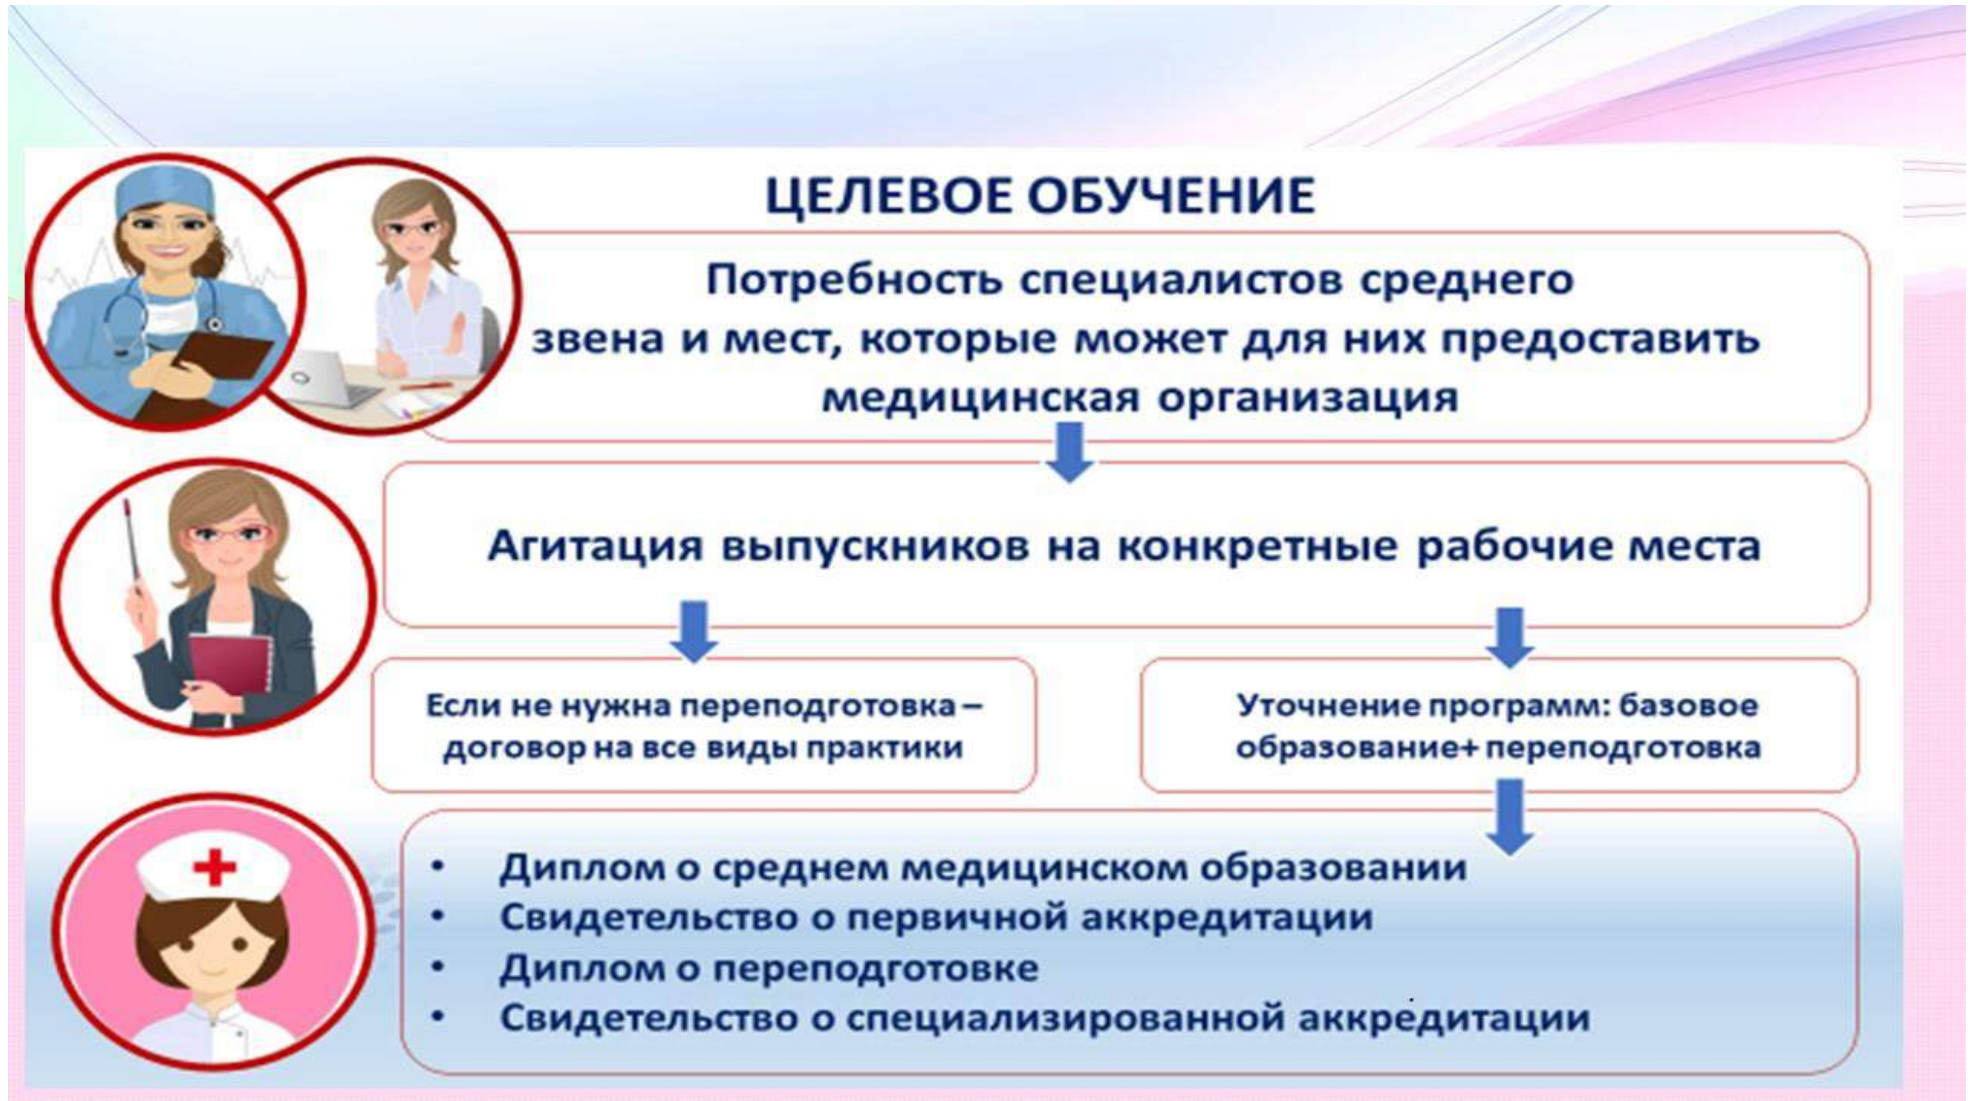 ЦЕЛЕВОЕ ОБУЧЕНИЕ
Потребность специалистов среднего
звена и мест, которые может для них предоставить
медицинская организация
Агитация выпускников на конкретные рабочие места
Если не нужна переподготовка –
договор на все виды практики
Уточнение программ: базовое
образование+ переподготовка
• Диплом о среднем медицинском образовании
• Свидетельство о первичной аккредитации
• Диплом о переподготовке
• Свидетельство о специализированной аккредитации